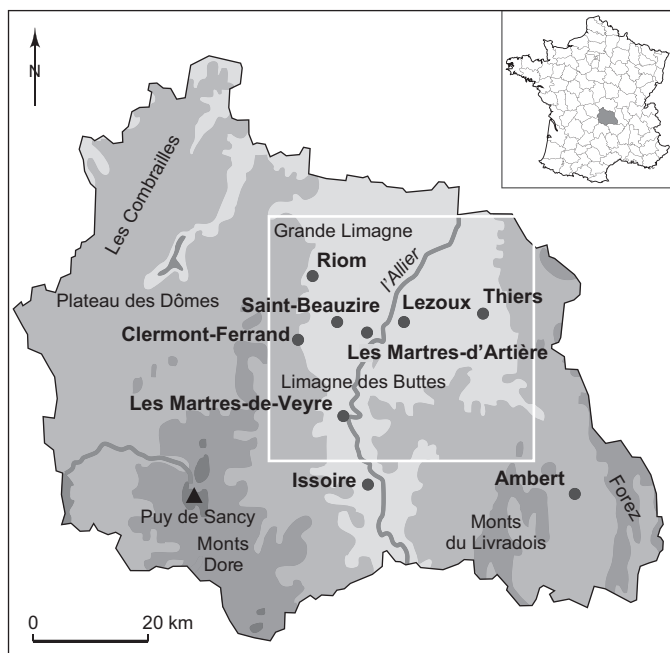 N
Les Combrailles
Grande Limagne
l'Allier
Riom
Plateau des Dômes
Saint-Beauzire
Lezoux
Thiers
Clermont-Ferrand
Les Martres-d'Artière
Limagne des Buttes
Les Martres-de-Veyre
Issoire
Ambert
Forez
Puy de Sancy
Monts
du Livradois
Monts
Dore
0
20 km